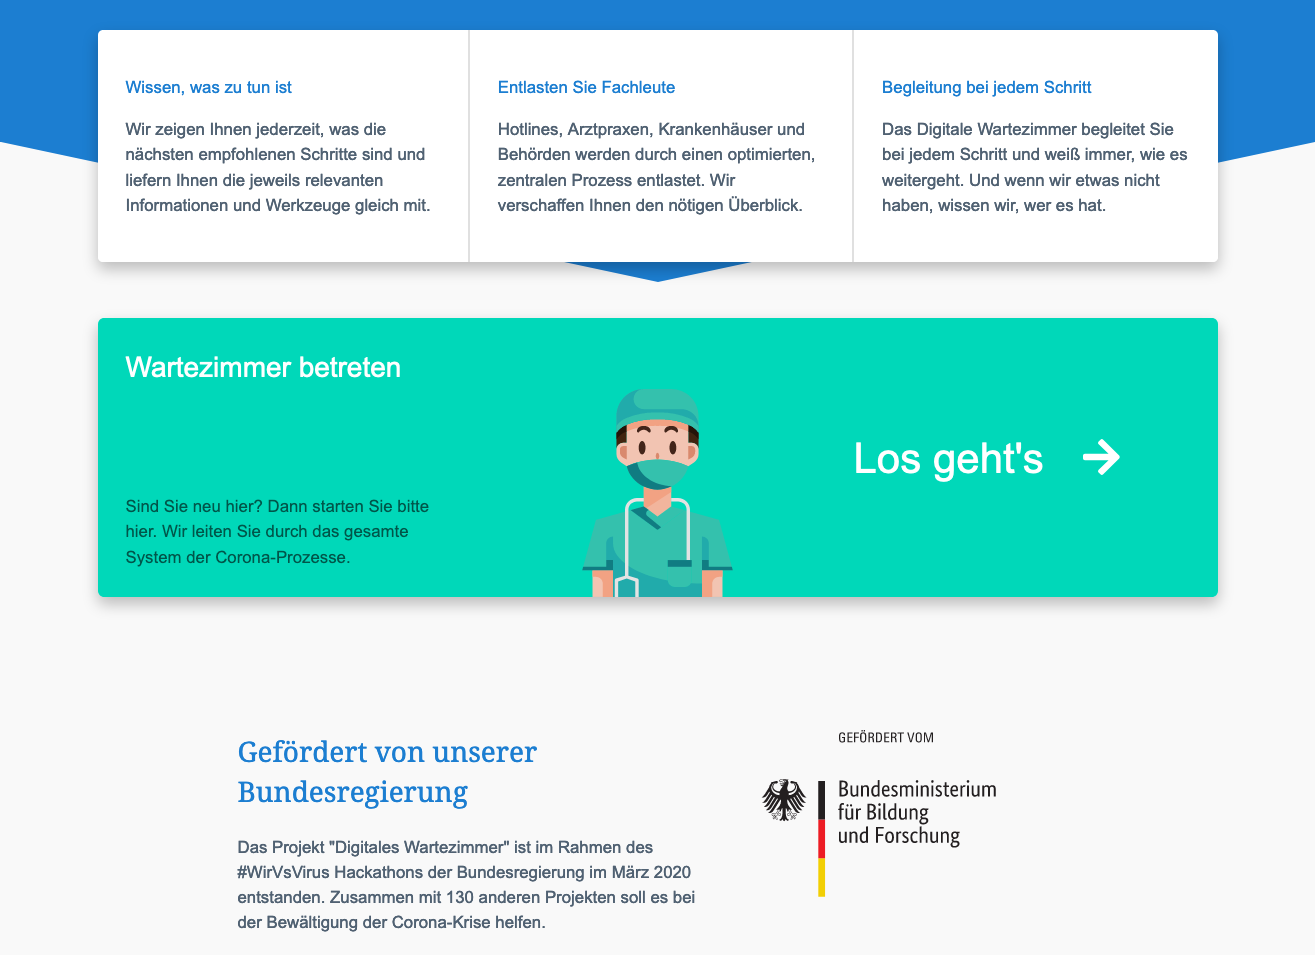 Wissen, was zu tun ist
Wir zeigen Ihnen jederzeit, was die
nächsten empfohlenen Schritte sind und
liefern Ihnen die jeweils relevanten
Informationen und Werkzeuge gleich mit.
Entlasten Sie Fachleute
Hotlines, Arztpraxen, Krankenhäuser und
Behörden werden durch einen optimierten,
zentralen Prozess entlastet. Wir
verschaffen Ihnen den nötigen Überblick.
Begleitung bei jedem Schritt
Das Digitale Wartezimmer begleitet Sie
bei jedem Schritt und weiß immer, wie es
weitergeht. Und wenn wir etwas nicht
haben, wissen wir, wer es hat.
Wartezimmer betreten
Sind Sie neu hier? Dann starten Sie bitte
hier. Wir leiten Sie durch das gesamte
System der Corona-Prozesse.
Los geht's
Gefördert von unserer
Bundesregierung
Das Projekt "Digitales Wartezimmer" ist im Rahmen des
#WirVsVirus Hackathons der Bundesregierung im März 2020
entstanden. Zusammen mit 130 anderen Projekten soll es bei
der Bewältigung der Corona-Krise helfen.
GEFÖRDERT VOM
Bundesministerium
für Bildung
und Forschung